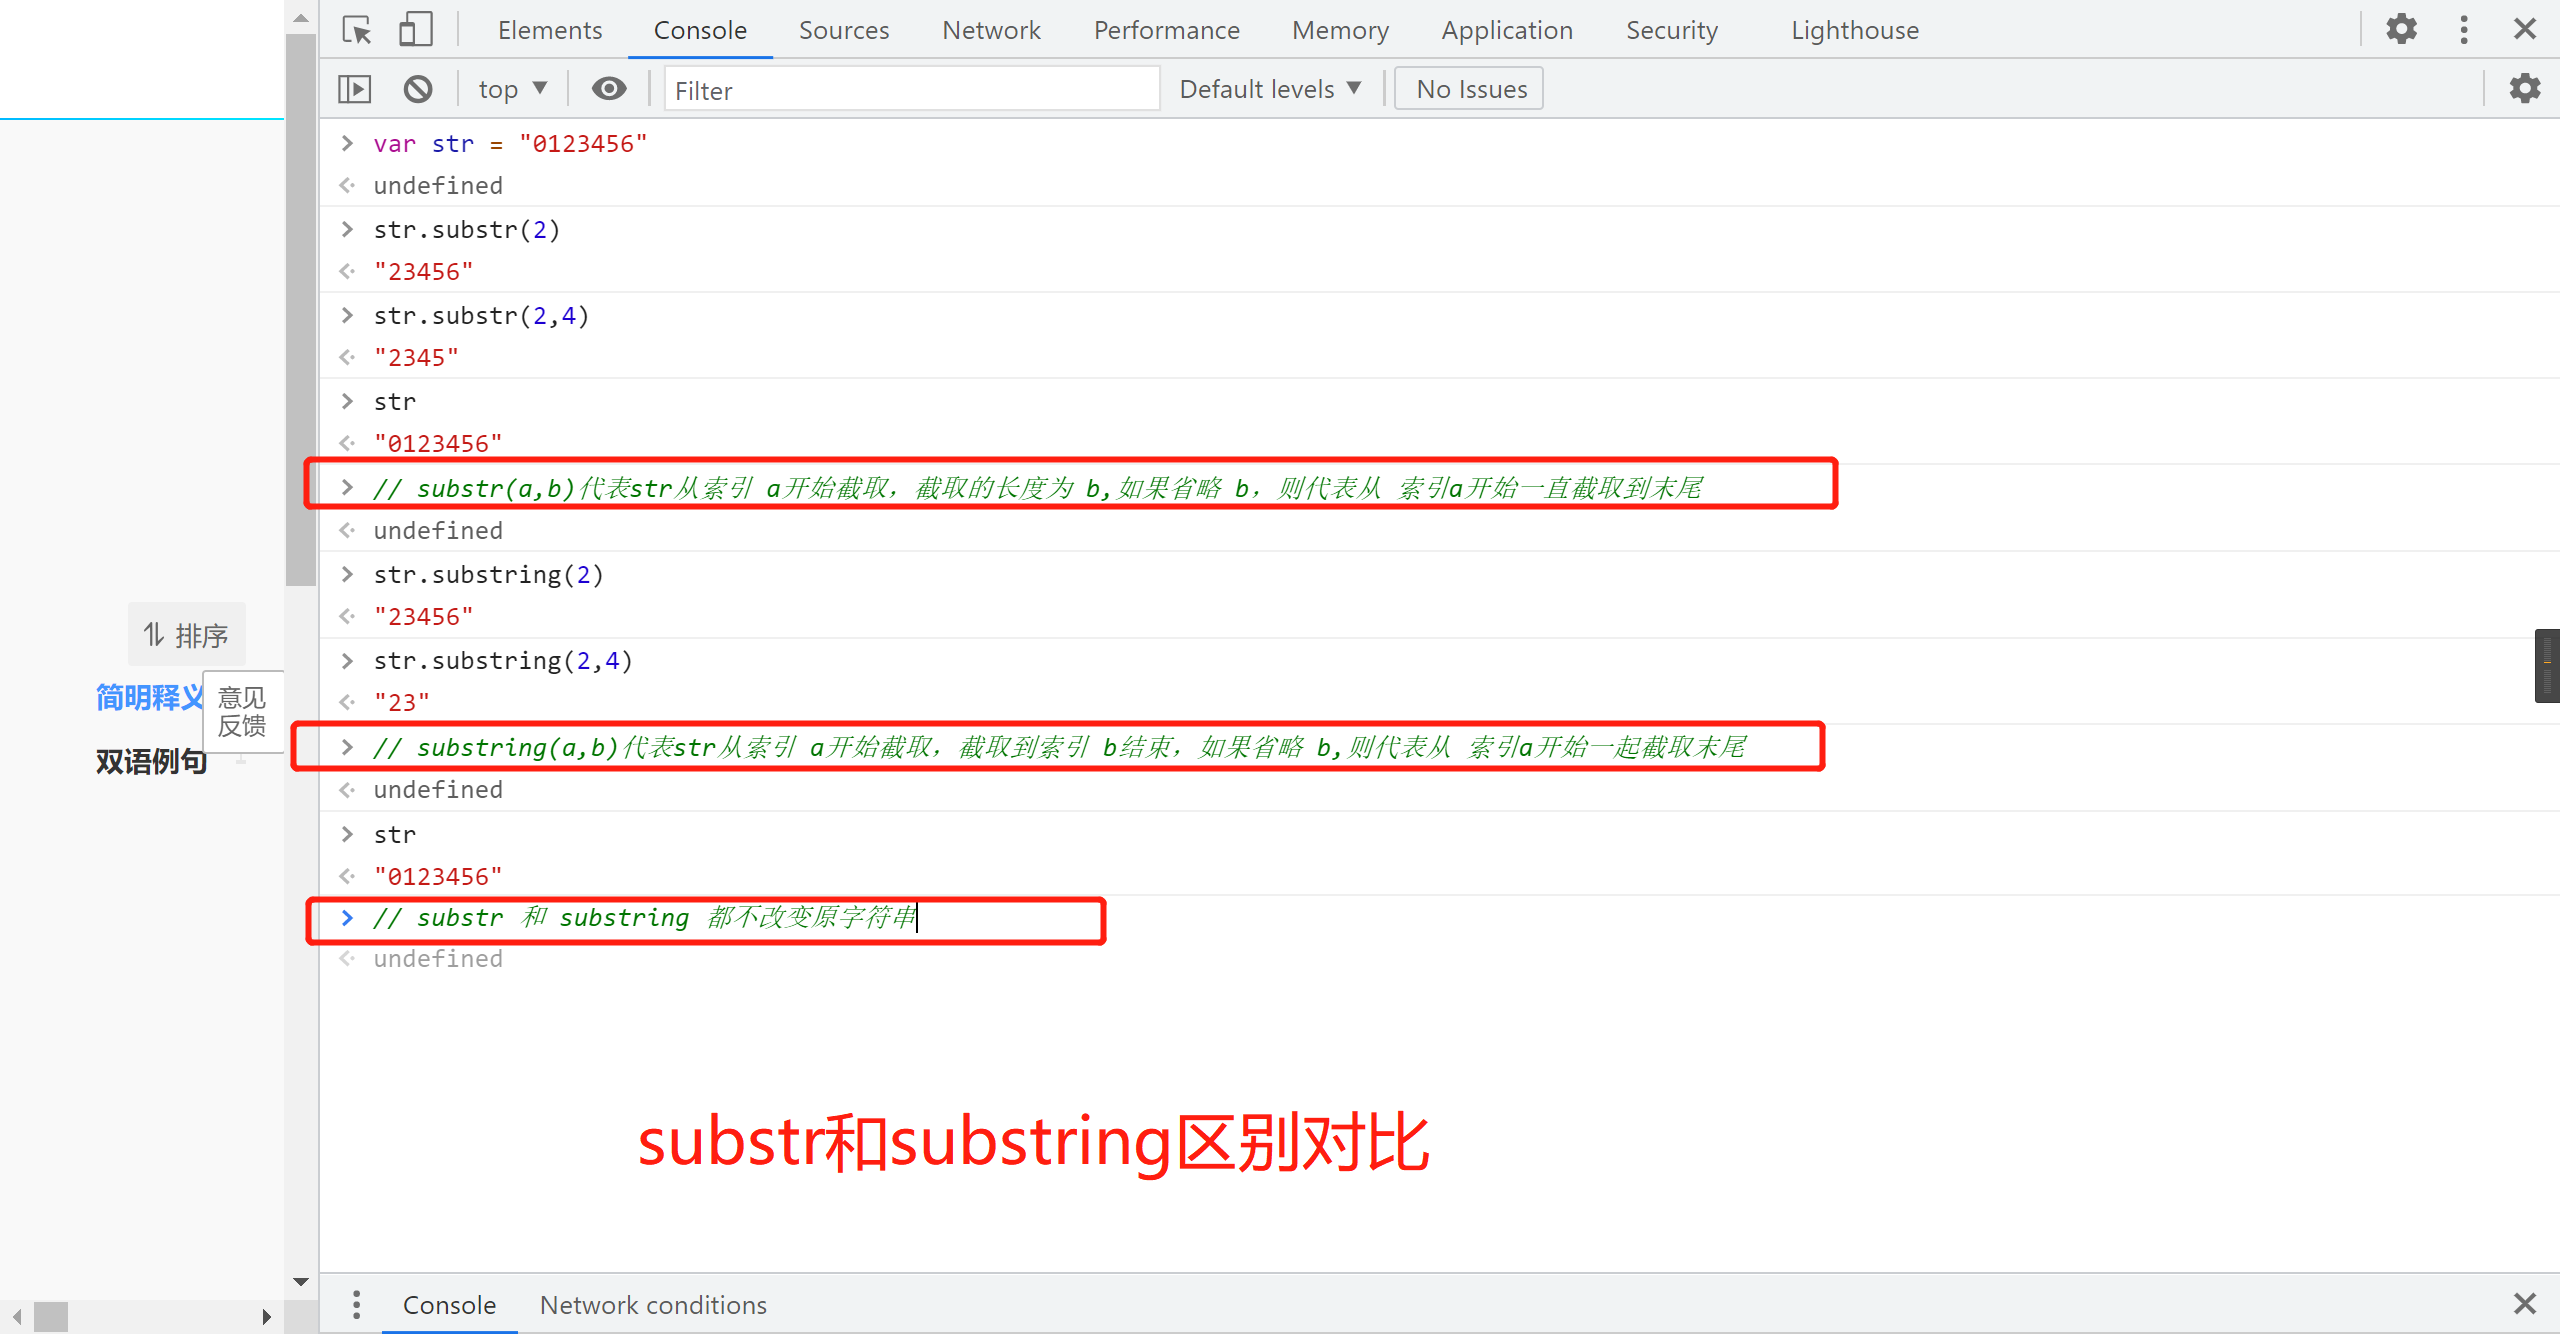 Elements Console Sources Network Performance Memory Application Security Lighthouse
top Filter Default levels No Issues
var str = "0123456"
undefined
str.substr(2)
"23456"
str.substr(2,4)
"2345"
str
"0123456"
// substr(a,b)代表str从索引 a开始截取，截取的长度为 b,如果省略 b，则代表从 索引a开始一直截取到末尾
undefined
str.substring(2)
"23456"
str.substring(2,4)
"23"
// substring(a,b)代表str从索引 a开始截取，截取到索引 b结束，如果省略 b,则代表从 索引a开始一起截取末尾
undefined
str
"0123456"
// substr 和 substring 都不改变原字符串
undefined
排序
简明释义
意见
反馈
双语例句
substr和substring区别对比
Console Network conditions